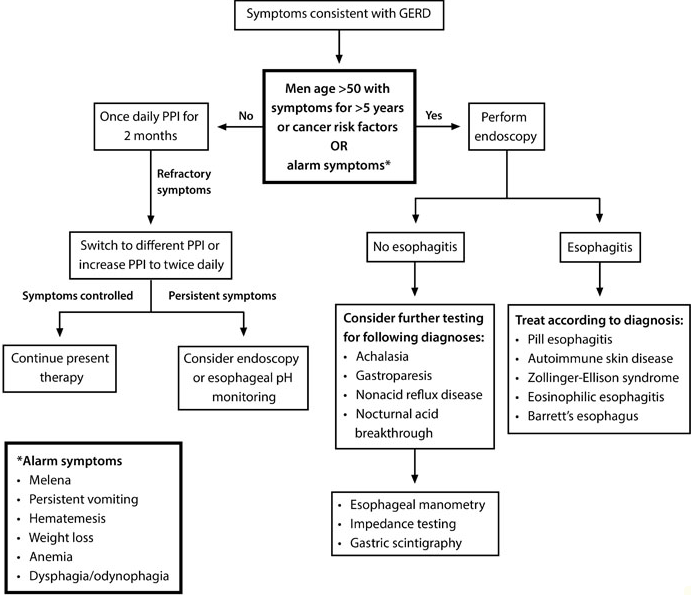 Symptoms consistent with GERD
Men age >50 with
symptoms for >5 years
or cancer risk factors
OR
alarm symptoms*
No
Yes
Once daily PPI for
2 months
Perform
endoscopy
Refractory
symptoms
Switch to different PPI or
increase PPI to twice daily
No esophagitis
Esophagitis
Symptoms controlled
Persistent symptoms
Continue present
therapy
Consider endoscopy
or esophageal pH
monitoring
Consider further testing
for following diagnoses:
• Achalasia
• Gastroparesis
• Nonacid reflux disease
• Nocturnal acid
breakthrough
Treat according to diagnosis:
• Pill esophagitis
• Autoimmune skin disease
• Zollinger-Ellison syndrome
• Eosinophilic esophagitis
• Barrett's esophagus
*Alarm symptoms
• Melena
• Persistent vomiting
• Hematemesis
• Weight loss
• Anemia
• Dysphagia/odynophagia
• Esophageal manometry
• Impedance testing
• Gastric scintigraphy